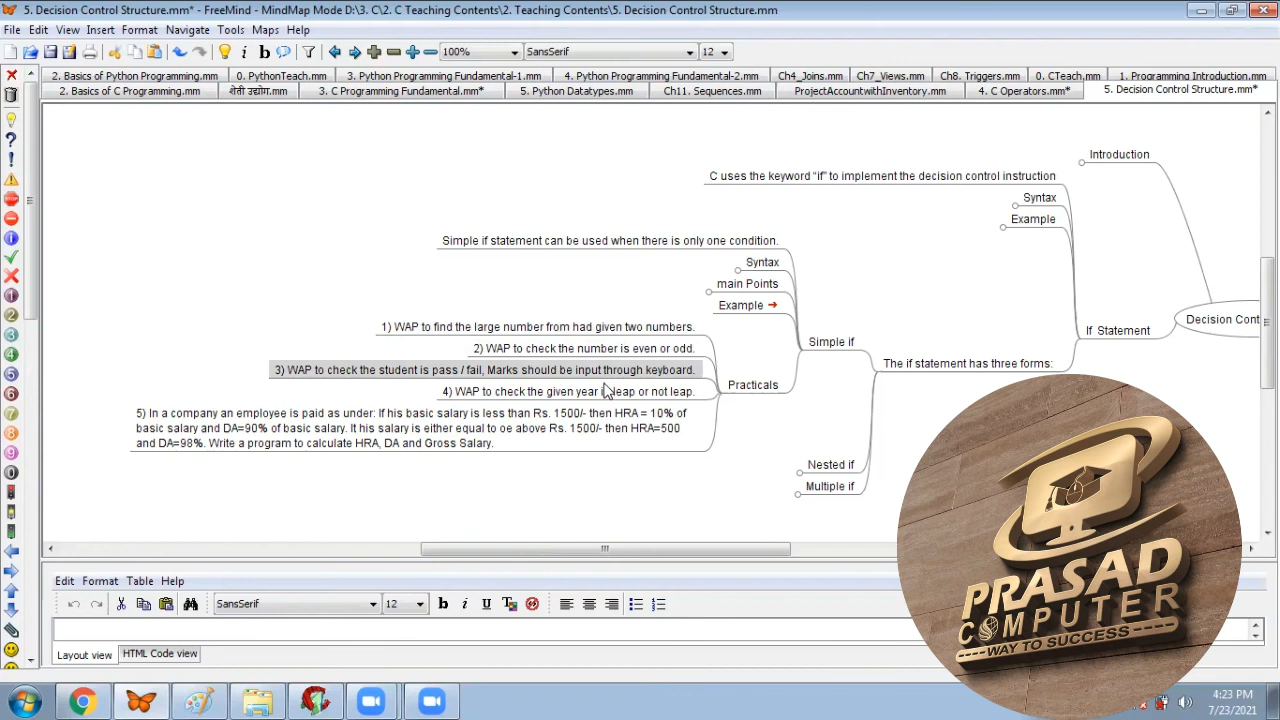 5. Decision Control Structure.mm* - FreeMind - MindMap Mode D:\3. C\2. C Teaching Contents\2. Teaching Contents\5. Decision Control Structure.mm
File Edit View Insert Format Navigate Tools Maps Help
100% SansSerif 12
2. Basics of Python Programming.mm 0. PythonTeach.mm 3. Python Programming Fundamental-1.mm 4. Python Programming Fundamental-2.mm Ch4_Joins.mm Ch7_Views.mm Ch8. Triggers.mm 0. CTeach.mm 1. Programming Introduction.mm
2. Basics of C Programming.mm शेती उद्योग.mm 3. C Programming Fundamental.mm* 5. Python Datatypes.mm Ch11. Sequences.mm ProjectAccountwithInventory.mm 4. C Operators.mm* 5. Decision Control Structure.mm*
Introduction
C uses the keyword “if” to implement the decision control instruction
Syntax
Example
Simple if statement can be used when there is only one condition.
Syntax
main Points
Example
1) WAP to find the large number from had given two numbers.
2) WAP to check the number is even or odd.
3) WAP to check the student is pass / fail, Marks should be input through keyboard.
4) WAP to check the given year is leap or not leap.
5) In a company an employee is paid as under: If his basic salary is less than Rs. 1500/- then HRA = 10% of
basic salary and DA=90% of basic salary. It his salary is either equal to oe above Rs. 1500/- then HRA=500
and DA=98%. Write a program to calculate HRA, DA and Gross Salary.
Practicals
Simple if
Nested if
Multiple if
The if statement has three forms:
If Statement
Decision Cont
Edit Format Table Help
SansSerif 12
Layout view HTML Code view
PRASAD
COMPUTER
WAY TO SUCCESS
4:23 PM
7/23/2021